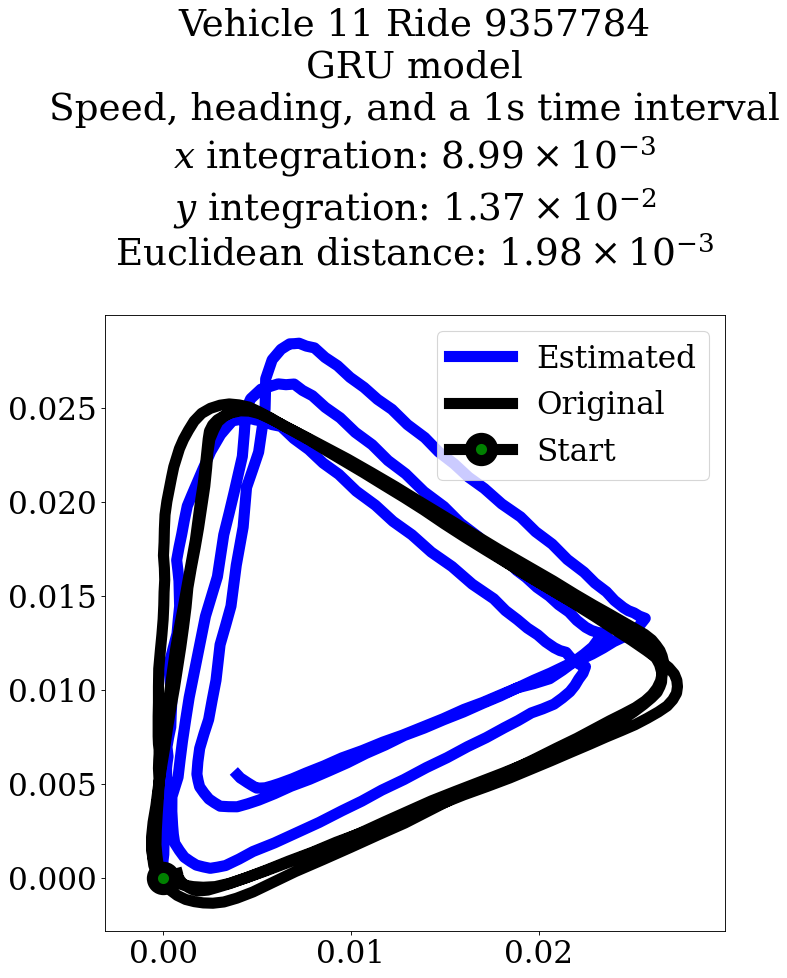 Vehicle 11 Ride 9357784
GRU model
Speed, heading, and a 1s time interval
x integration: 8.99 × 10⁻³
y integration: 1.37 × 10⁻²
Euclidean distance: 1.98 × 10⁻³
Estimated
Original
Start
0.025
0.020
0.015
0.010
0.005
0.000
0.00 0.01 0.02